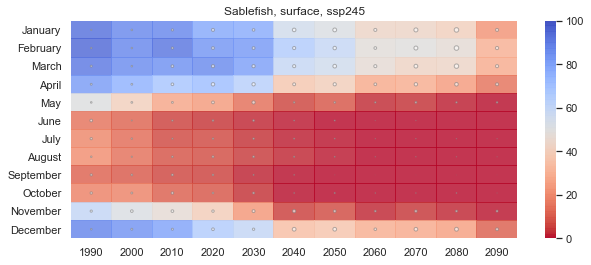 Sablefish, surface, ssp245
January
February
March
April
May
June
July
August
September
October
November
December
1990 2000 2010 2020 2030 2040 2050 2060 2070 2080 2090
100
80
60
40
20
0